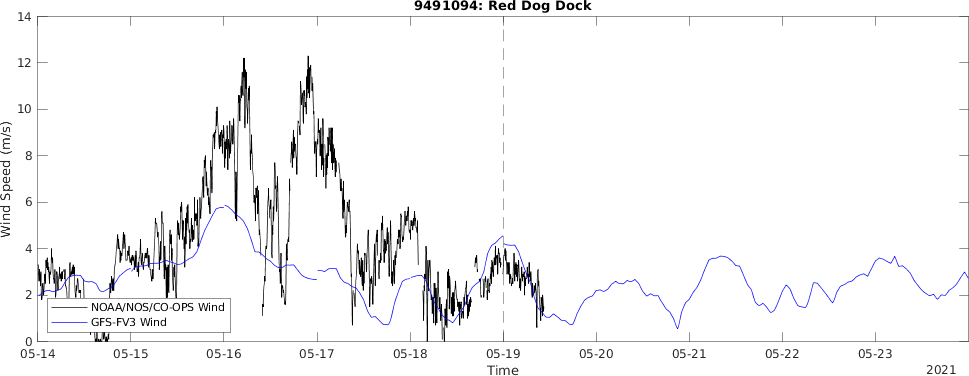 9491094: Red Dog Dock
Wind Speed (m/s)
14
12
10
8
6
4
2
0
NOAA/NOS/CO-OPS Wind
GFS-FV3 Wind
05-14 05-15 05-16 05-17 05-18 05-19 05-20 05-21 05-22 05-23
Time
2021